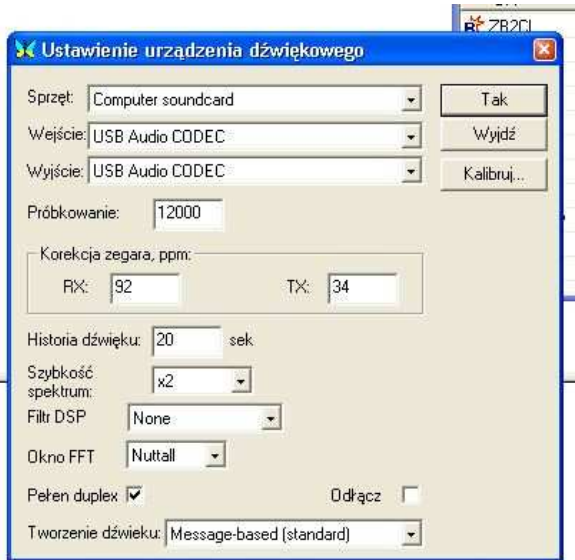 ZB2CL
Ustawienie urządzenia dźwiękowego
Sprzęt: Computer soundcard
Tak
Wejście: USB Audio CODEC
Wyjdź
Wyjście: USB Audio CODEC
Kalibruj...
Próbkowanie: 12000
Korekcja zegara, ppm:
RX: 92 TX: 34
Historia dźwięku: 20 sek
Szybkość
spektrum: x2
Filtr DSP None
Okno FFT Nuttall
Pełen duplex Odłącz
Tworzenie dźwieku: Message-based (standard)